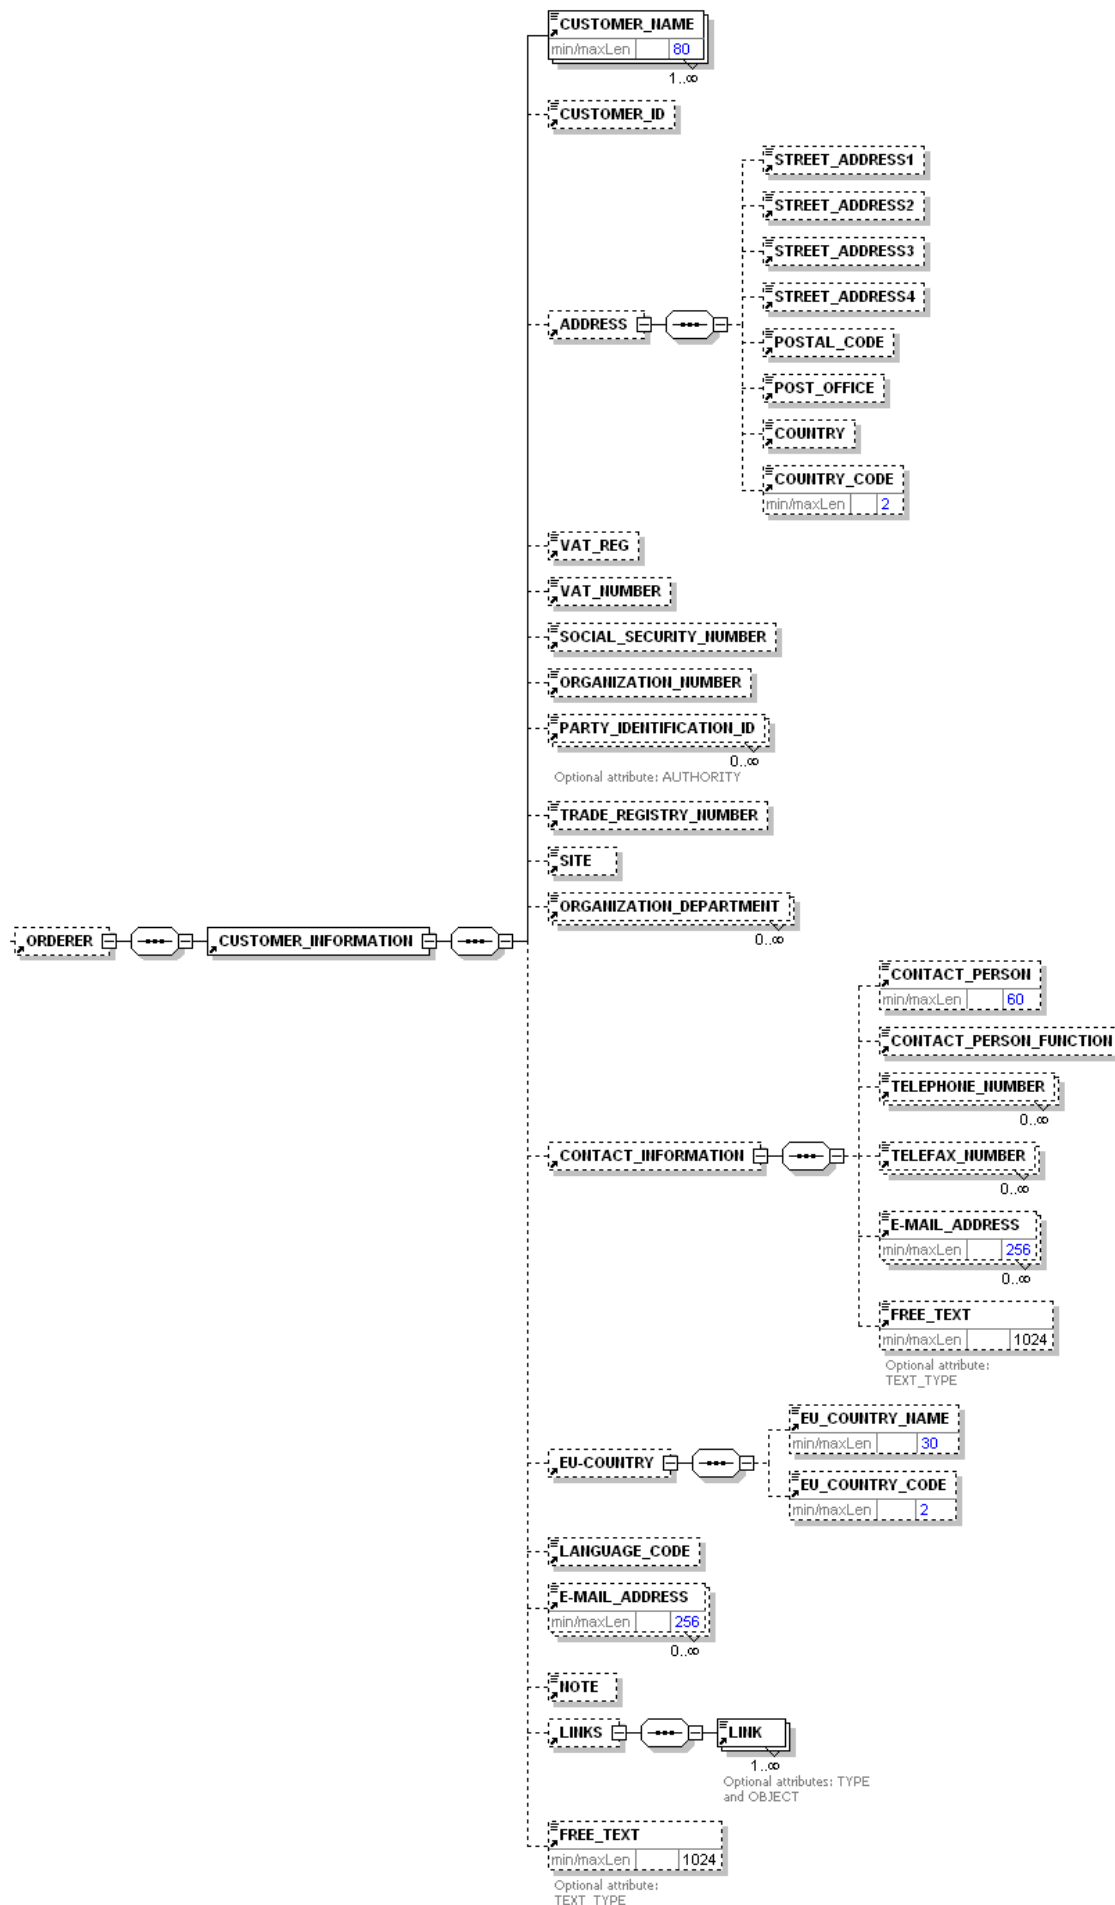 CUSTOMER_NAME
min/maxLen 80
1..∞
CUSTOMER_ID
STREET_ADDRESS1
STREET_ADDRESS2
STREET_ADDRESS3
STREET_ADDRESS4
ADDRESS
POSTAL_CODE
POST_OFFICE
COUNTRY
COUNTRY_CODE
min/maxLen 2
VAT_REG
VAT_NUMBER
SOCIAL_SECURITY_NUMBER
ORGANIZATION_NUMBER
PARTY_IDENTIFICATION_ID
0..∞
Optional attribute: AUTHORITY
TRADE_REGISTRY_NUMBER
SITE
ORGANIZATION_DEPARTMENT
0..∞
ORDERER
CUSTOMER_INFORMATION
CONTACT_PERSON
min/maxLen 60
CONTACT_PERSON_FUNCTION
TELEPHONE_NUMBER
0..∞
CONTACT_INFORMATION
TELEFAX_NUMBER
0..∞
E-MAIL_ADDRESS
min/maxLen 256
0..∞
FREE_TEXT
min/maxLen 1024
Optional attribute:
TEXT_TYPE
EU_COUNTRY_NAME
min/maxLen 30
EU-COUNTRY
EU_COUNTRY_CODE
min/maxLen 2
LANGUAGE_CODE
E-MAIL_ADDRESS
min/maxLen 256
0..∞
NOTE
LINKS
LINK
1..∞
Optional attributes: TYPE
and OBJECT
FREE_TEXT
min/maxLen 1024
Optional attribute:
TEXT_TYPE